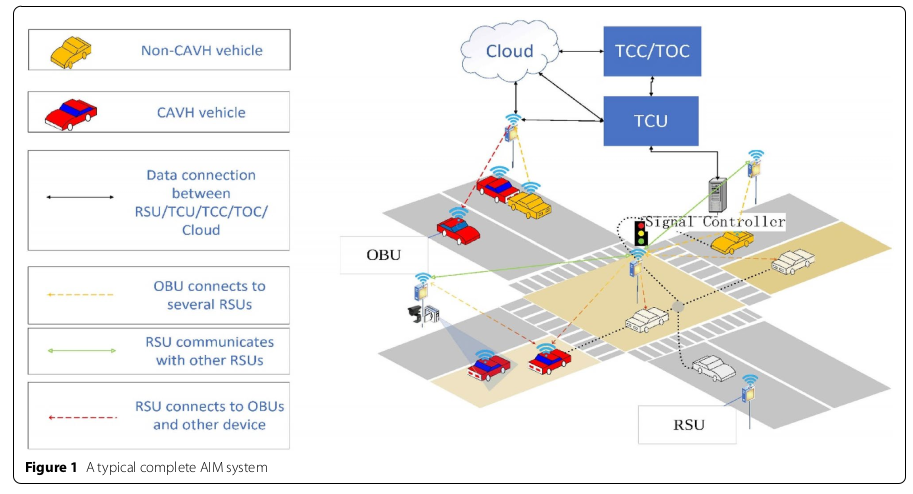 Non-CAVH vehicle
CAVH vehicle
Data connection
between
RSU/TCU/TCC/TOC/
Cloud
OBU connects to
several RSUs
RSU communicates
with other RSUs
RSU connects to OBUs
and other device
Cloud
TCC/TOC
TCU
Signal Controller
OBU
RSU
Figure 1 A typical complete AIM system